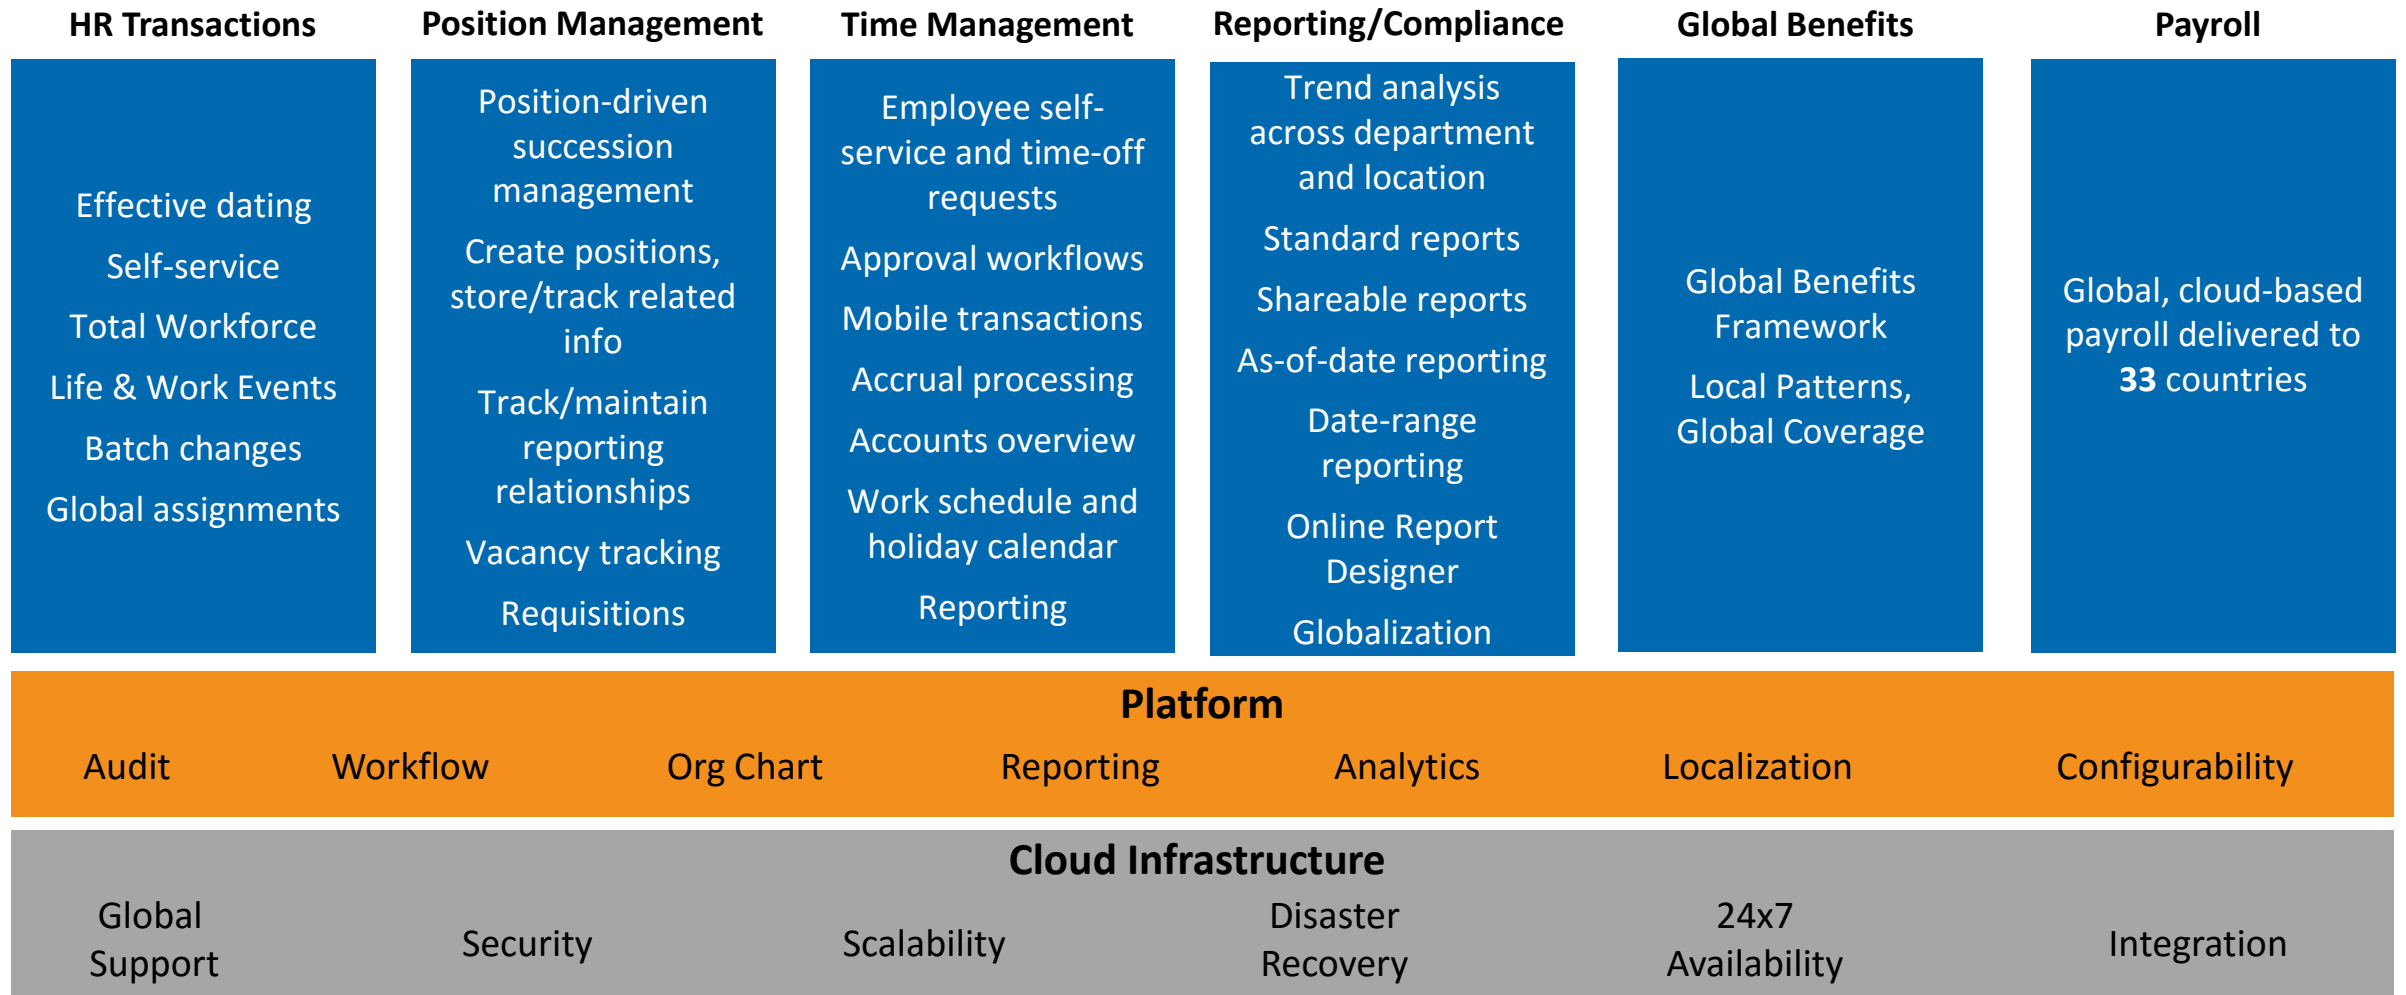 HR Transactions
Effective dating
Self-service
Total Workforce
Life & Work Events
Batch changes
Global assignments
Position Management
Position-driven
succession
management
Create positions,
store/track related
info
Track/maintain
reporting
relationships
Vacancy tracking
Requisitions
Time Management
Employee self-
service and time-off
requests
Approval workflows
Mobile transactions
Accrual processing
Accounts overview
Work schedule and
holiday calendar
Reporting
Reporting/Compliance
Trend analysis
across department
and location
Standard reports
Shareable reports
As-of-date reporting
Date-range
reporting
Online Report
Designer
Globalization
Global Benefits
Global Benefits
Framework
Local Patterns,
Global Coverage
Payroll
Global, cloud-based
payroll delivered to
33 countries
Platform
Audit
Workflow
Org Chart
Reporting
Analytics
Localization
Configurability
Cloud Infrastructure
Global
Support
Security
Scalability
Disaster
Recovery
24x7
Availability
Integration